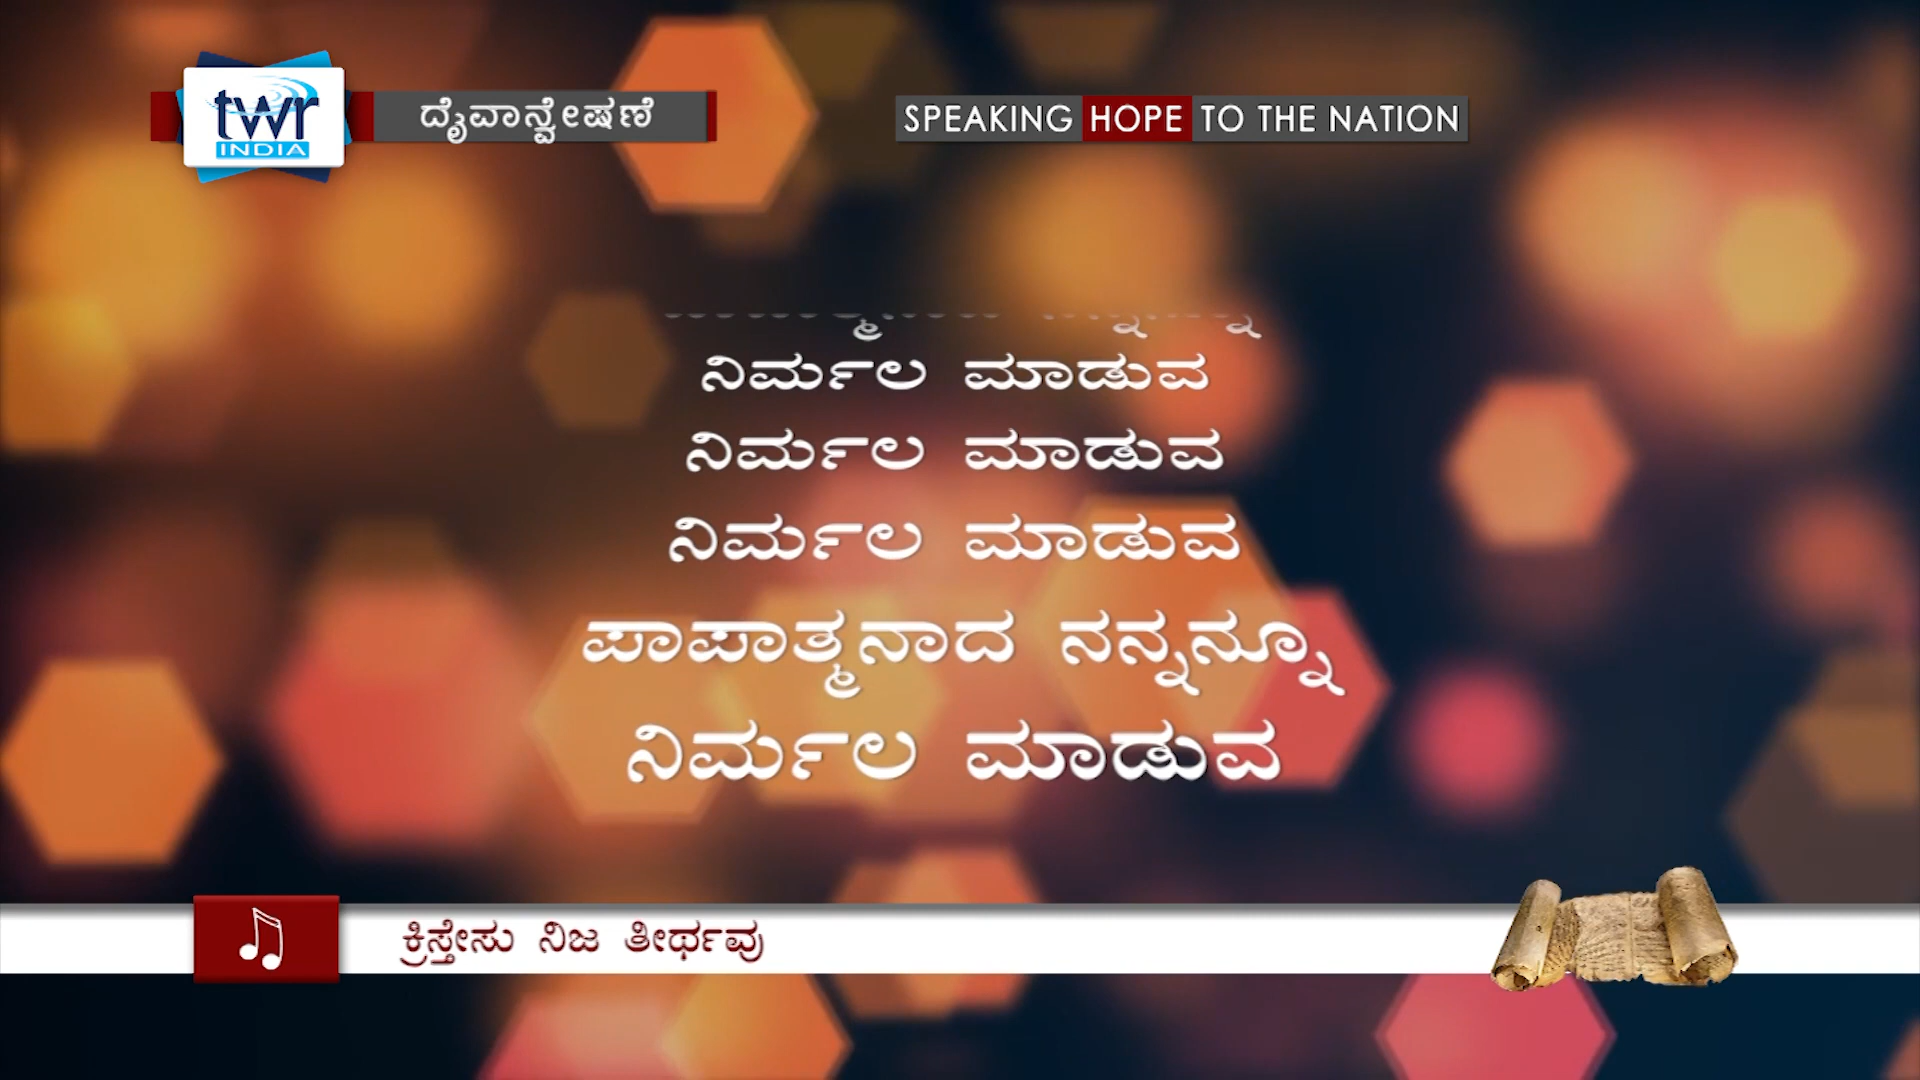 twr
INDIA
ದೈವಾನ್ವೇಷಣೆ
SPEAKING HOPE TO THE NATION
ನಿರ್ಮಲ ಮಾಡುವ
ನಿರ್ಮಲ ಮಾಡುವ
ನಿರ್ಮಲ ಮಾಡುವ
ಪಾಪಾತ್ಮನಾದ ನನ್ನನ್ನೂ
ನಿರ್ಮಲ ಮಾಡುವ
ಕ್ರಿಸ್ತೇಸು ನಿಜ ತೀರ್ಥವು